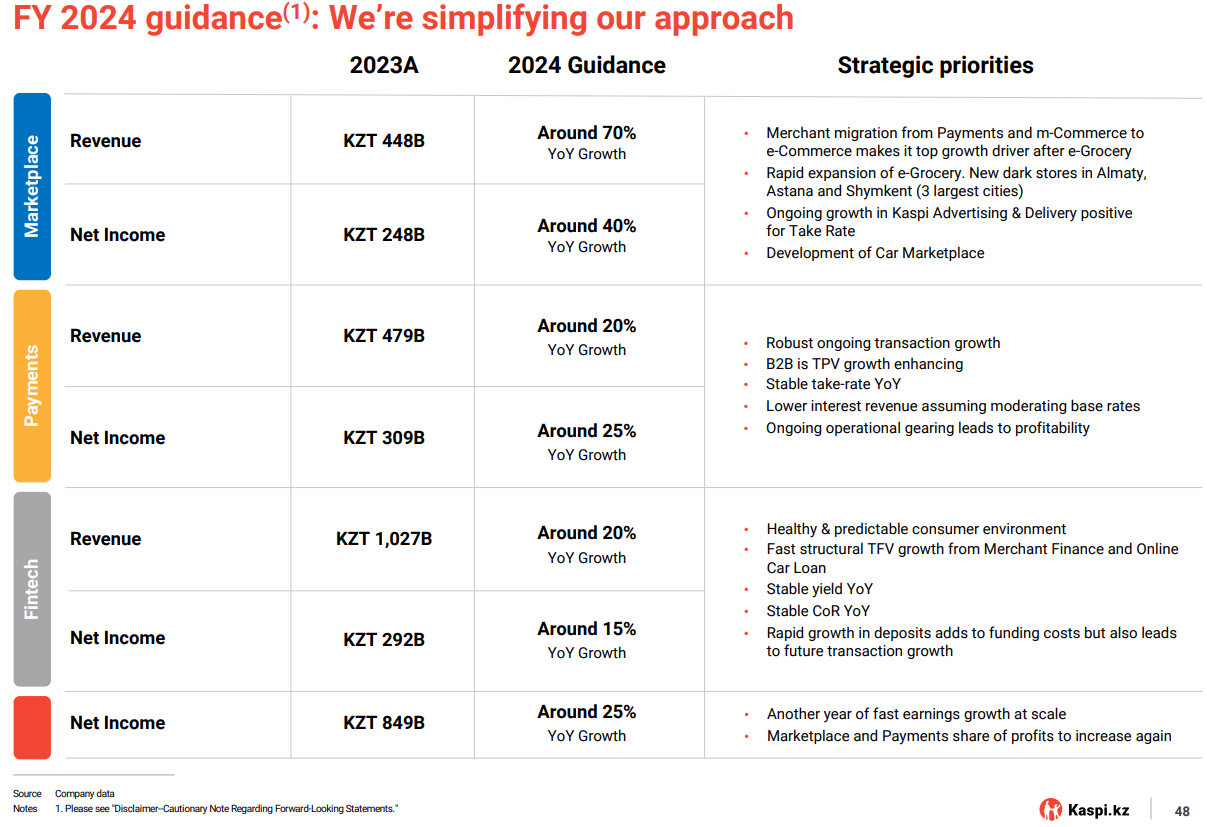 FY 2024 guidance(1): We're simplifying our approach
2023A
2024 Guidance
Strategic priorities
Marketplace
Revenue
KZT 448B
Around 70%
YoY Growth
Net Income
KZT 248B
Around 40%
YoY Growth
• Merchant migration from Payments and m-Commerce to
e-Commerce makes it top growth driver after e-Grocery
• Rapid expansion of e-Grocery. New dark stores in Almaty,
Astana and Shymkent (3 largest cities)
• Ongoing growth in Kaspi Advertising & Delivery positive
for Take Rate
• Development of Car Marketplace
Payments
Revenue
KZT 479B
Around 20%
YoY Growth
Net Income
KZT 309B
Around 25%
YoY Growth
• Robust ongoing transaction growth
• B2B is TPV growth enhancing
• Stable take-rate YoY
• Lower interest revenue assuming moderating base rates
• Ongoing operational gearing leads to profitability
Fintech
Revenue
KZT 1,027B
Around 20%
YoY Growth
Net Income
KZT 292B
Around 15%
YoY Growth
• Healthy & predictable consumer environment
• Fast structural TFV growth from Merchant Finance and Online
Car Loan
• Stable yield YoY
• Stable CoR YoY
• Rapid growth in deposits adds to funding costs but also leads
to future transaction growth
Net Income
KZT 849B
Around 25%
YoY Growth
• Another year of fast earnings growth at scale
• Marketplace and Payments share of profits to increase again
Source Company data
Notes 1. Please see "Disclaimer–Cautionary Note Regarding Forward-Looking Statements."
Kaspi.kz
48